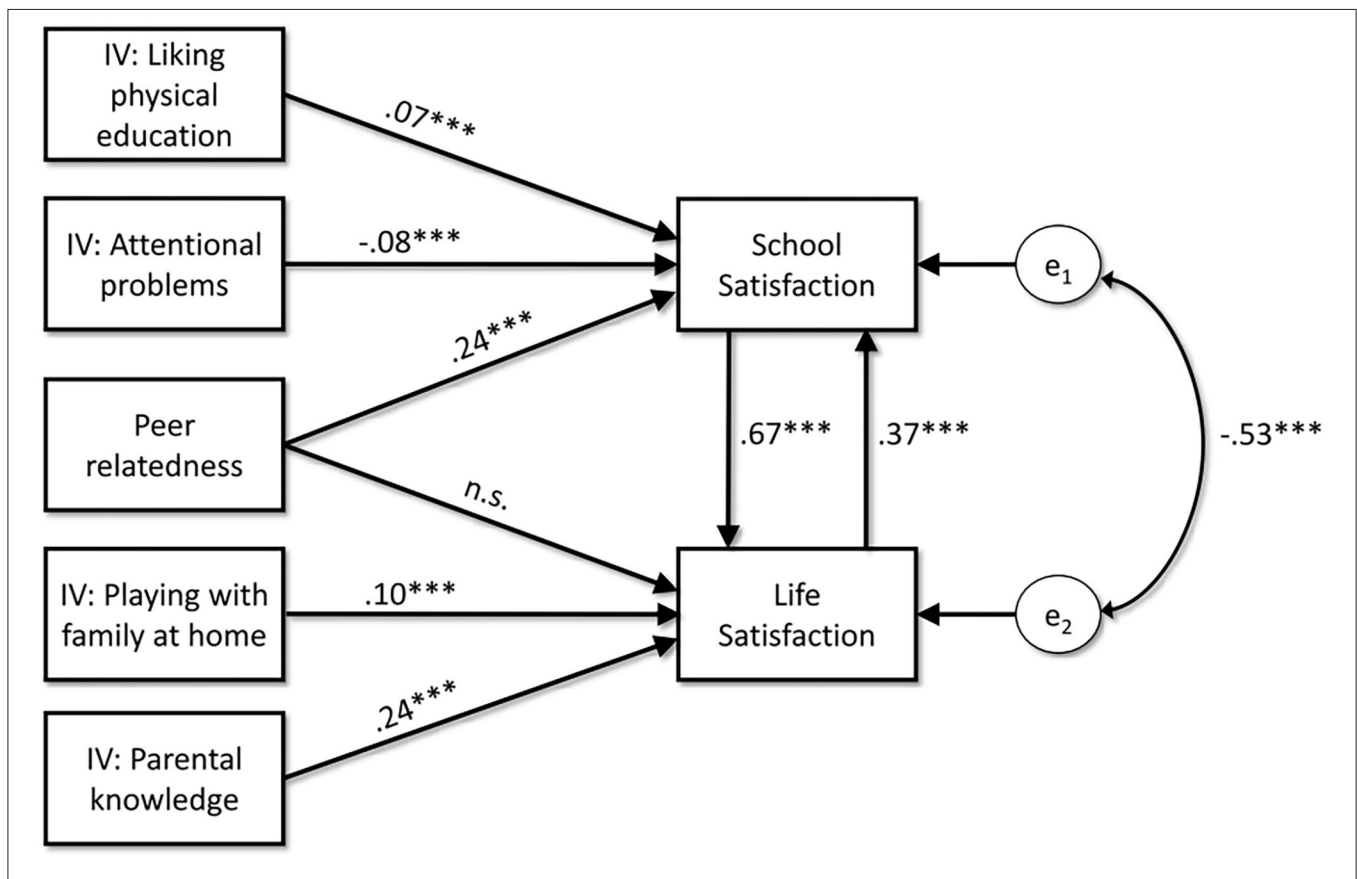 IV: Liking
physical
education
.07***
IV: Attentional
problems
-.08***
School
Satisfaction
e₁
.24***
Peer
relatedness
.67***
.37***
-.53***
n.s.
IV: Playing with
family at home
.10***
Life
Satisfaction
e₂
.24***
IV: Parental
knowledge